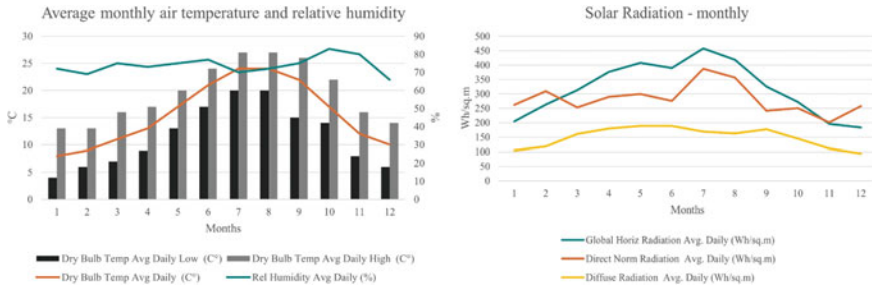 Average monthly air temperature and relative humidity
30
25
20
15
10
5
0
°C
90
80
70
60
50
40
30
20
10
0
%
1 2 3 4 5 6 7 8 9 10 11 12
Months
Dry Bulb Temp Avg Daily Low (C°) Dry Bulb Temp Avg Daily High (C°)
Dry Bulb Temp Avg Daily (C°) Rel Humidity Avg Daily (%)
Solar Radiation - monthly
500
450
400
350
300
250
200
150
100
50
0
Wh/sq.m
1 2 3 4 5 6 7 8 9 10 11 12
Months
Global Horiz Radiation Avg. Daily (Wh/sq.m)
Direct Norm Radiation Avg. Daily (Wh/sq.m)
Diffuse Radiation Avg. Daily (Wh/sq.m)